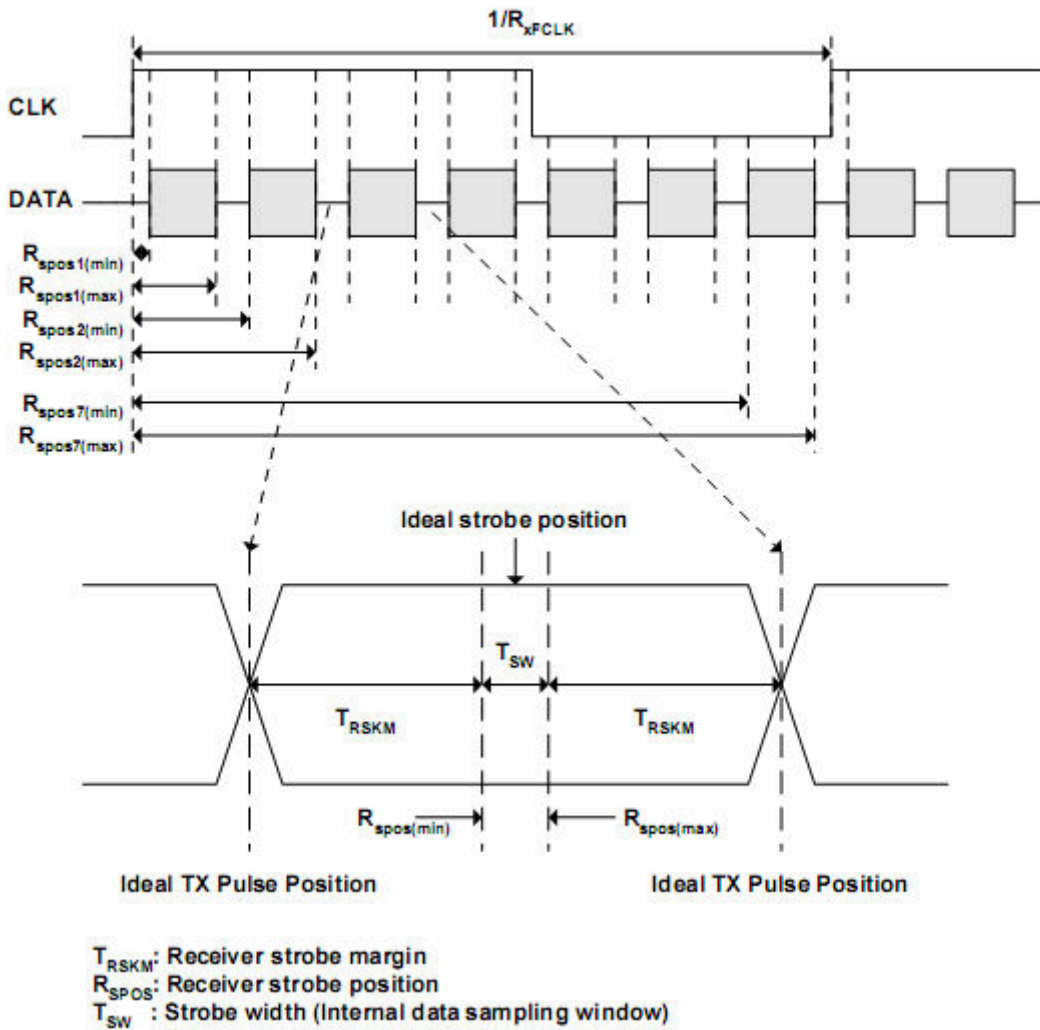 1/RxFCLK
CLK
DATA
Rspos1(min)
Rspos1(max)
Rspos2(min)
Rspos2(max)
Rspos7(min)
Rspos7(max)
Ideal strobe position
TSW
TRSKM TRSKM
Rspos(min) Rspos(max)
Ideal TX Pulse Position Ideal TX Pulse Position
TRSKM: Receiver strobe margin
RSPOS: Receiver strobe position
TSW : Strobe width (Internal data sampling window)